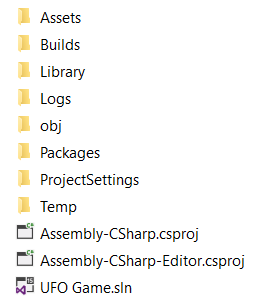 Assets
Builds
Library
Logs
obj
Packages
ProjectSettings
Temp
Assembly-CSharp.csproj
Assembly-CSharp-Editor.csproj
UFO Game.sln